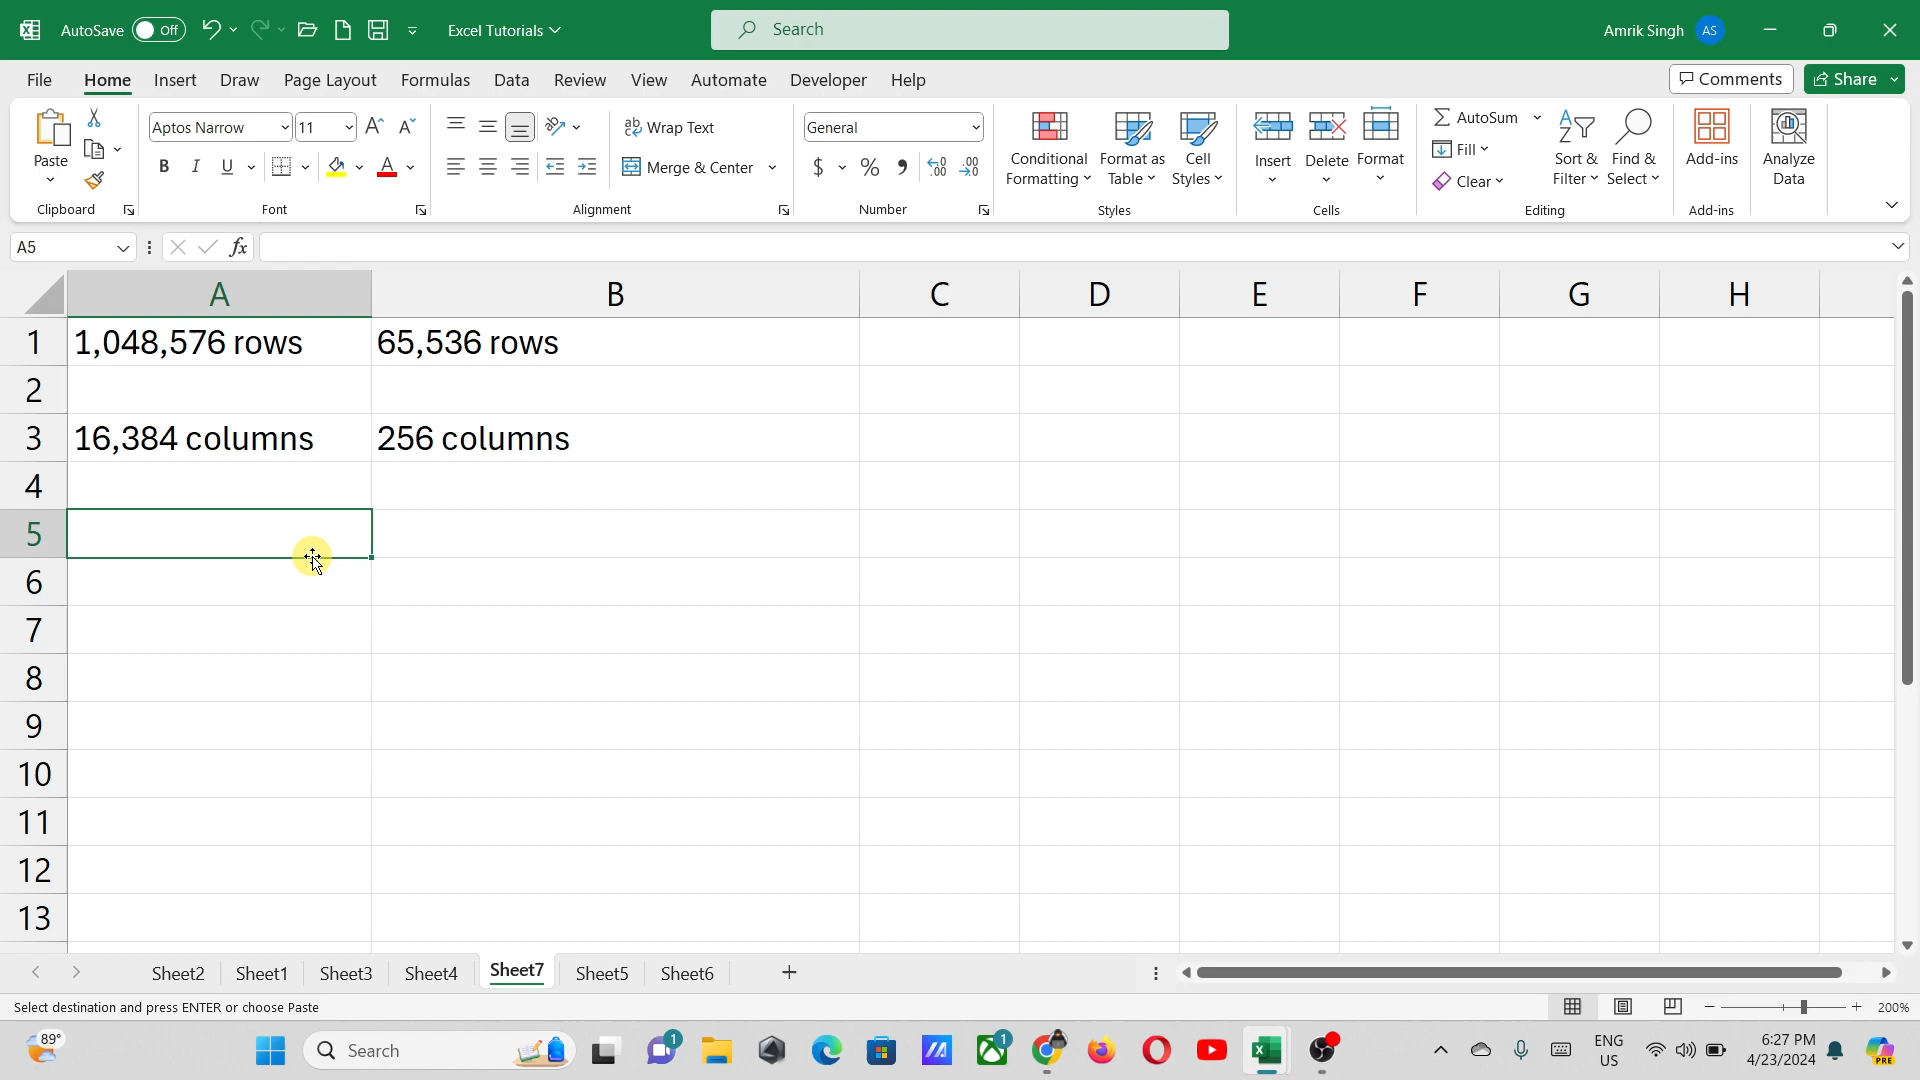 AutoSave Off Excel Tutorials Search Amrik Singh AS
File Home Insert Draw Page Layout Formulas Data Review View Automate Developer Help Comments Share
Paste Aptos Narrow 11 Wrap Text General Conditional Formatting Format as Table Cell Styles Insert Delete Format AutoSum Sort & Filter Find & Select Add-ins Analyze Data
B I U A Merge & Center $ % Fill
Clear
Clipboard Font Alignment Number Styles Cells Editing Add-ins
A5 fx
A B C D E F G H
1 1,048,576 rows 65,536 rows
2
3 16,384 columns 256 columns
4
5
6
7
8
9
10
11
12
13
Sheet2 Sheet1 Sheet3 Sheet4 Sheet7 Sheet5 Sheet6 +
Select destination and press ENTER or choose Paste 200%
89° Search 1 1 ENG US 6:27 PM 4/23/2024 PRE